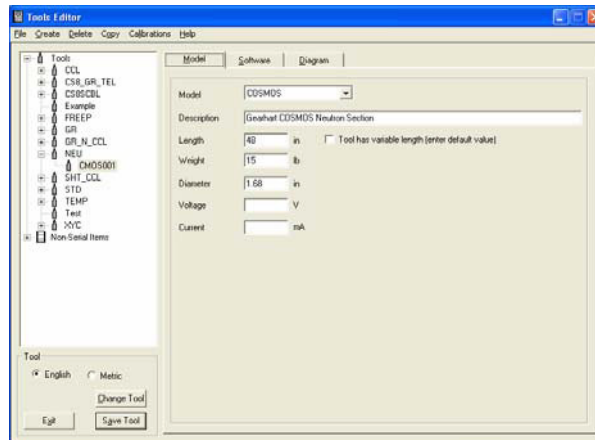 Tools Editor
File Create Delete Copy Calibrations Help
Tools
CCL
CS8_GR_TEL
CS8SCBL
Example
FREEP
GR
GR_N_CCL
NEU
CMOS001
SHT_CCL
STD
TEMP
Test
XYC
Non-Serial Items
Tool
English Metric
Change Tool
Exit Save Tool
Model Software Diagram
Model COSMOS
Description Gearhart COSMOS Neutron Section
Length 48 in Tool has variable length (enter default value)
Weight 15 lb
Diameter 1.68 in
Voltage V
Current mA